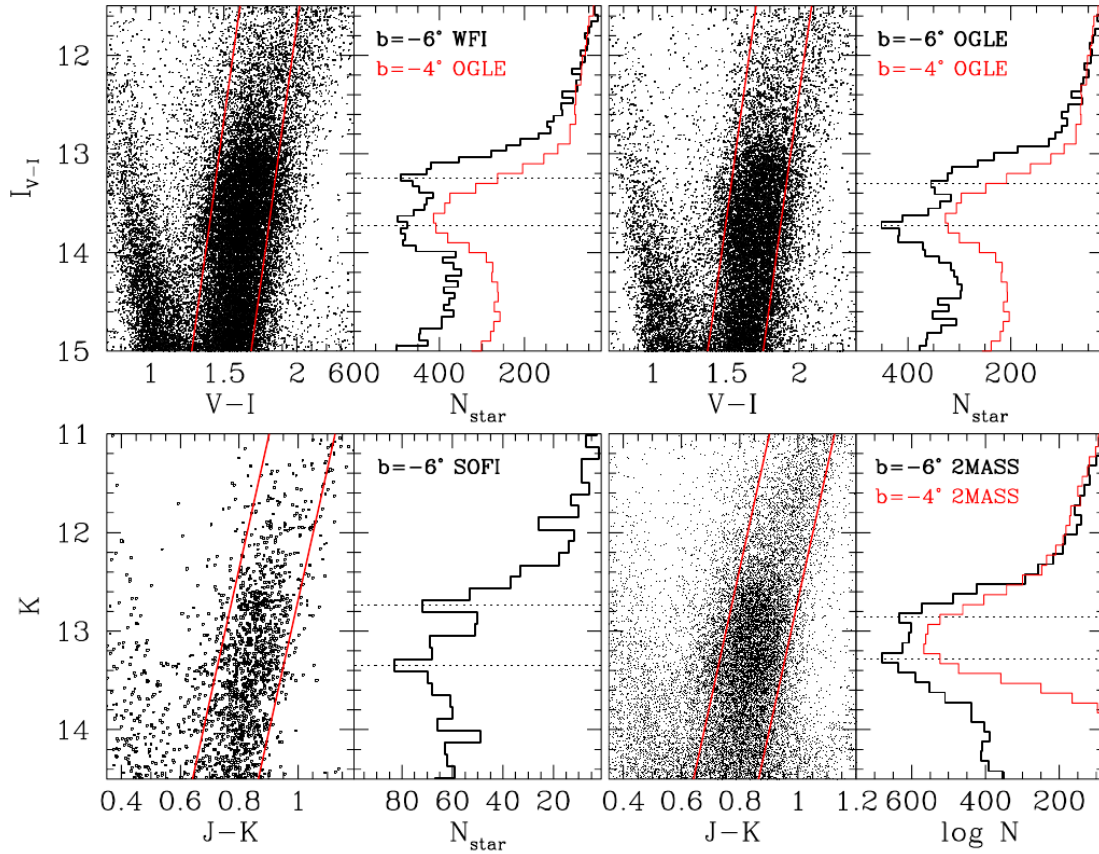 b=−6° WFI
b=−4° OGLE
b=−6° OGLE
b=−4° OGLE
12
13
14
15
I_{V−I}
1 1.5 2 600 400 200 1 1.5 2 400 200
V−I N_{star} V−I N_{star}
b=−6° SOFI
b=−6° 2MASS
b=−4° 2MASS
11
12
13
14
K
0.4 0.6 0.8 1 80 60 40 20 0.4 0.6 0.8 1 1.2 600 400 200
J−K N_{star} J−K log N